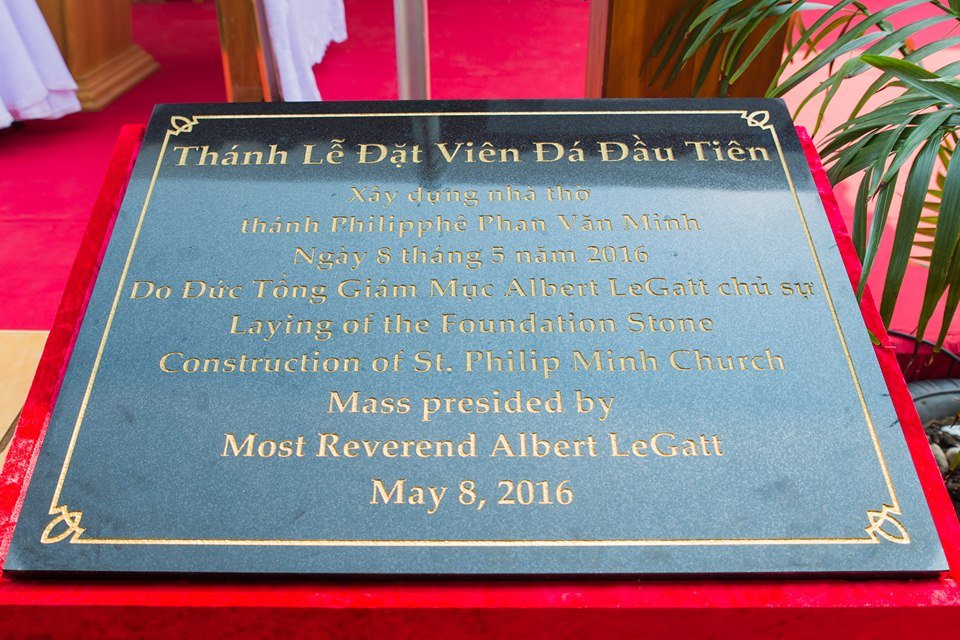 Thánh Lễ Đặt Viên Đá Đầu Tiên
Xây dựng nhà thờ
thánh Philipphê Phan Văn Minh
Ngày 8 tháng 5 năm 2016
Do Đức Tổng Giám Mục Albert LeGatt chủ sự
Laying of the Foundation Stone
Construction of St. Philip Minh Church
Mass presided by
Most Reverend Albert LeGatt
May 8, 2016